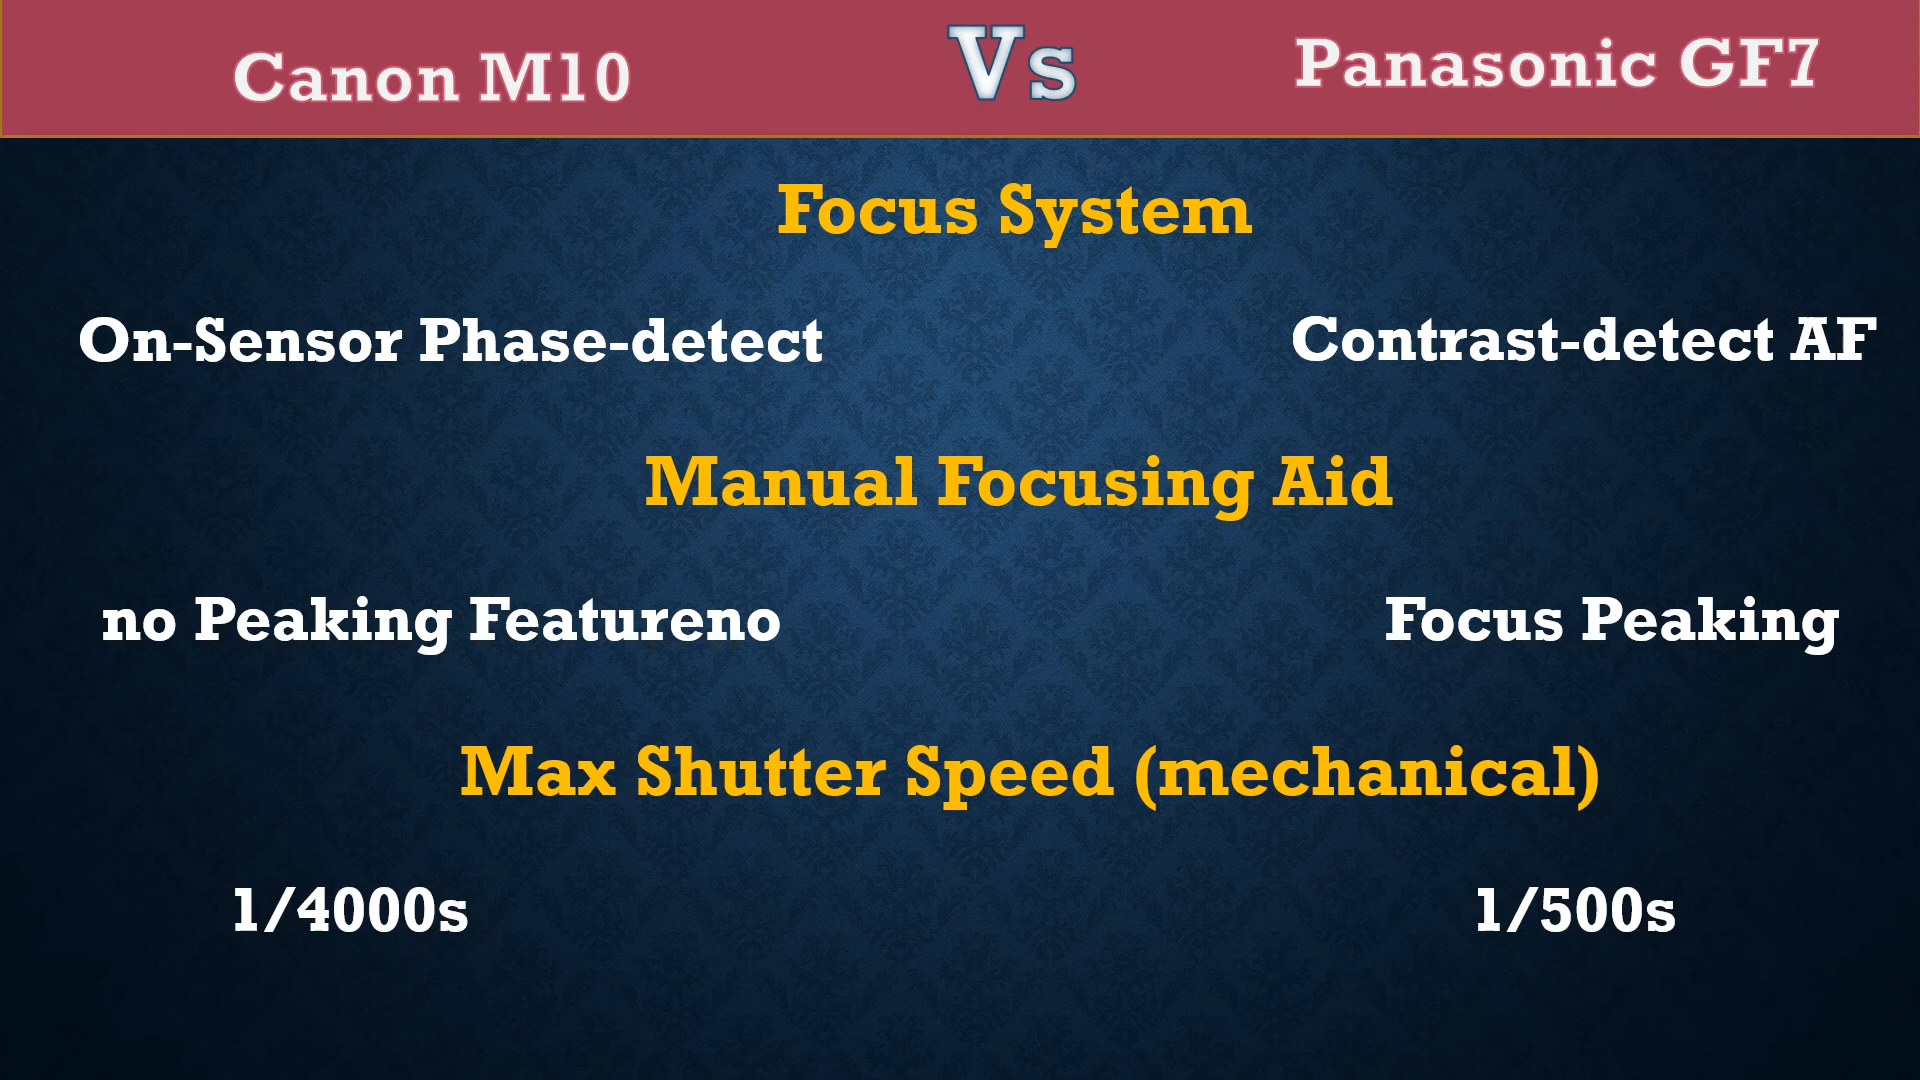 Canon M10 Vs Panasonic GF7
Focus System
On-Sensor Phase-detect Contrast-detect AF
Manual Focusing Aid
no Peaking Featureno Focus Peaking
Max Shutter Speed (mechanical)
1/4000s 1/500s